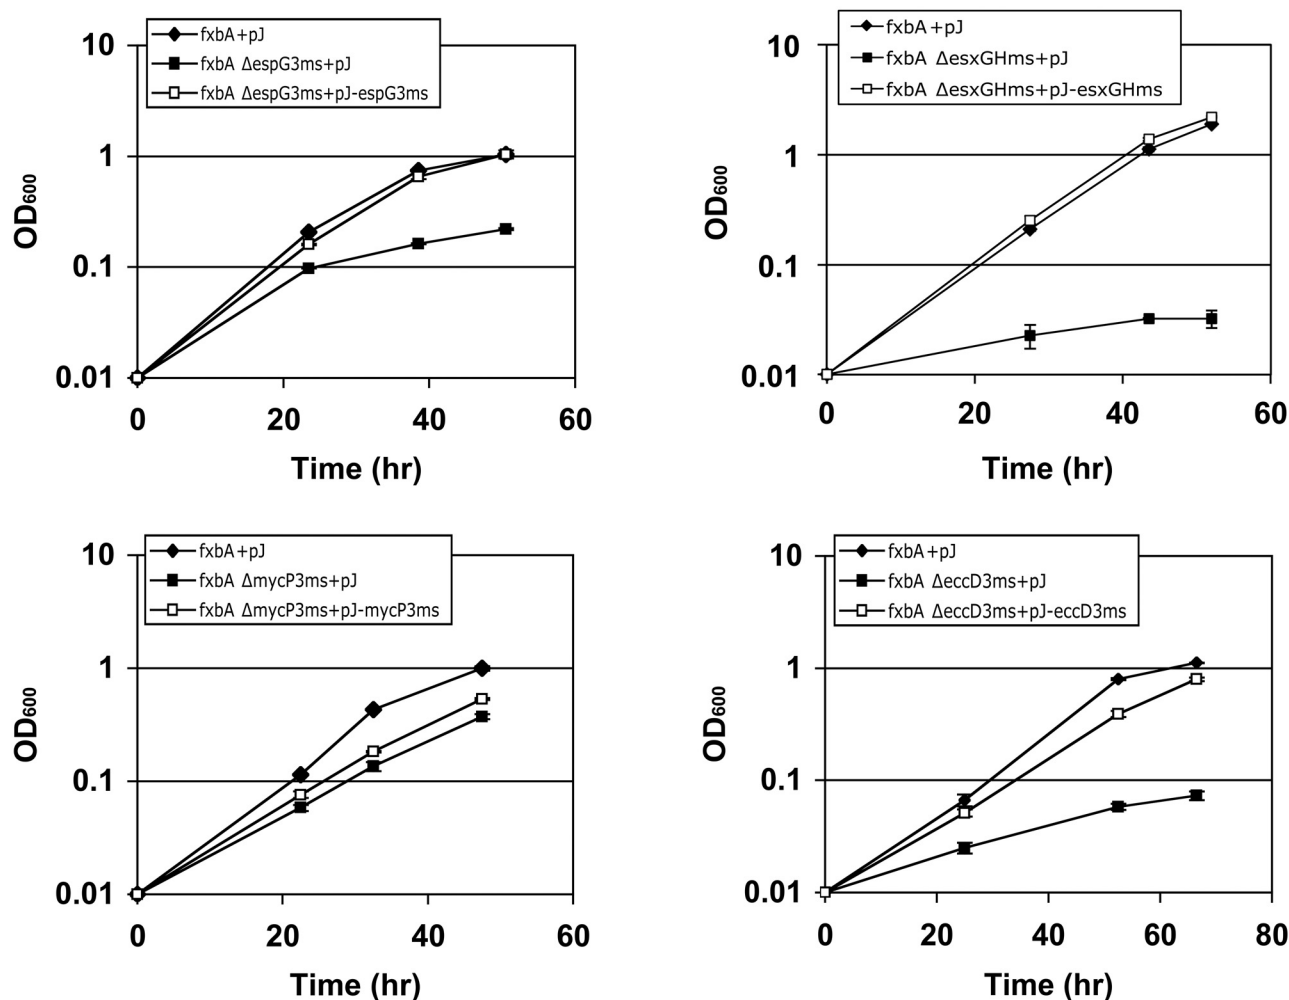 10
1
0.1
0.01
OD600
fxbA+pJ
fxbA ΔespG3ms+pJ
fxbA ΔespG3ms+pJ-espG3ms
0 20 40 60
Time (hr)
10
1
0.1
0.01
OD600
fxbA+pJ
fxbA ΔesxGHms+pJ
fxbA ΔesxGHms+pJ-esxGHms
0 20 40 60
Time (hr)
10
1
0.1
0.01
OD600
fxbA+pJ
fxbA ΔmycP3ms+pJ
fxbA ΔmycP3ms+pJ-mycP3ms
0 20 40 60
Time (hr)
10
1
0.1
0.01
OD600
fxbA+pJ
fxbA ΔeccD3ms+pJ
fxbA ΔeccD3ms+pJ-eccD3ms
0 20 40 60 80
Time (hr)